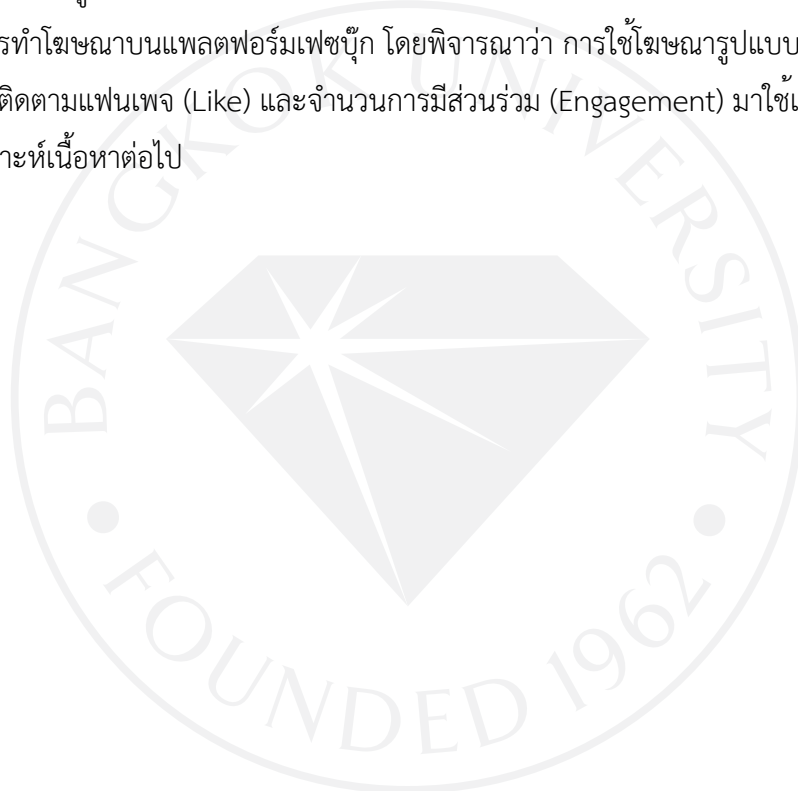 รทำโฆษณาบนแพลตฟอร์มเฟซบุ๊ก โดยพิจารณาว่า การใช้โฆษณารูปแบบ
ติดตามแฟนเพจ (Like) และจำนวนการมีส่วนร่วม (Engagement) มาใช้เ
าะห์เนื้อหาต่อไป
BANGKOK UNIVERSITY
FOUNDED 1962